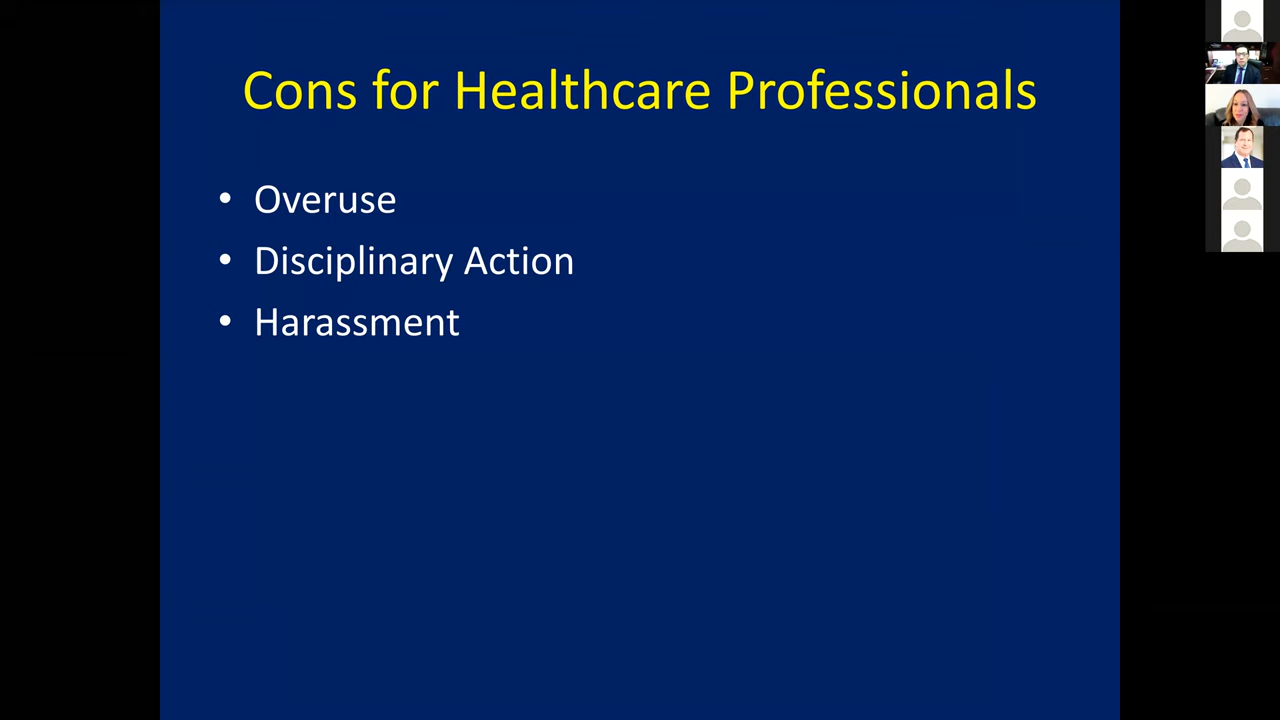 Cons for Healthcare Professionals
• Overuse
• Disciplinary Action
• Harassment